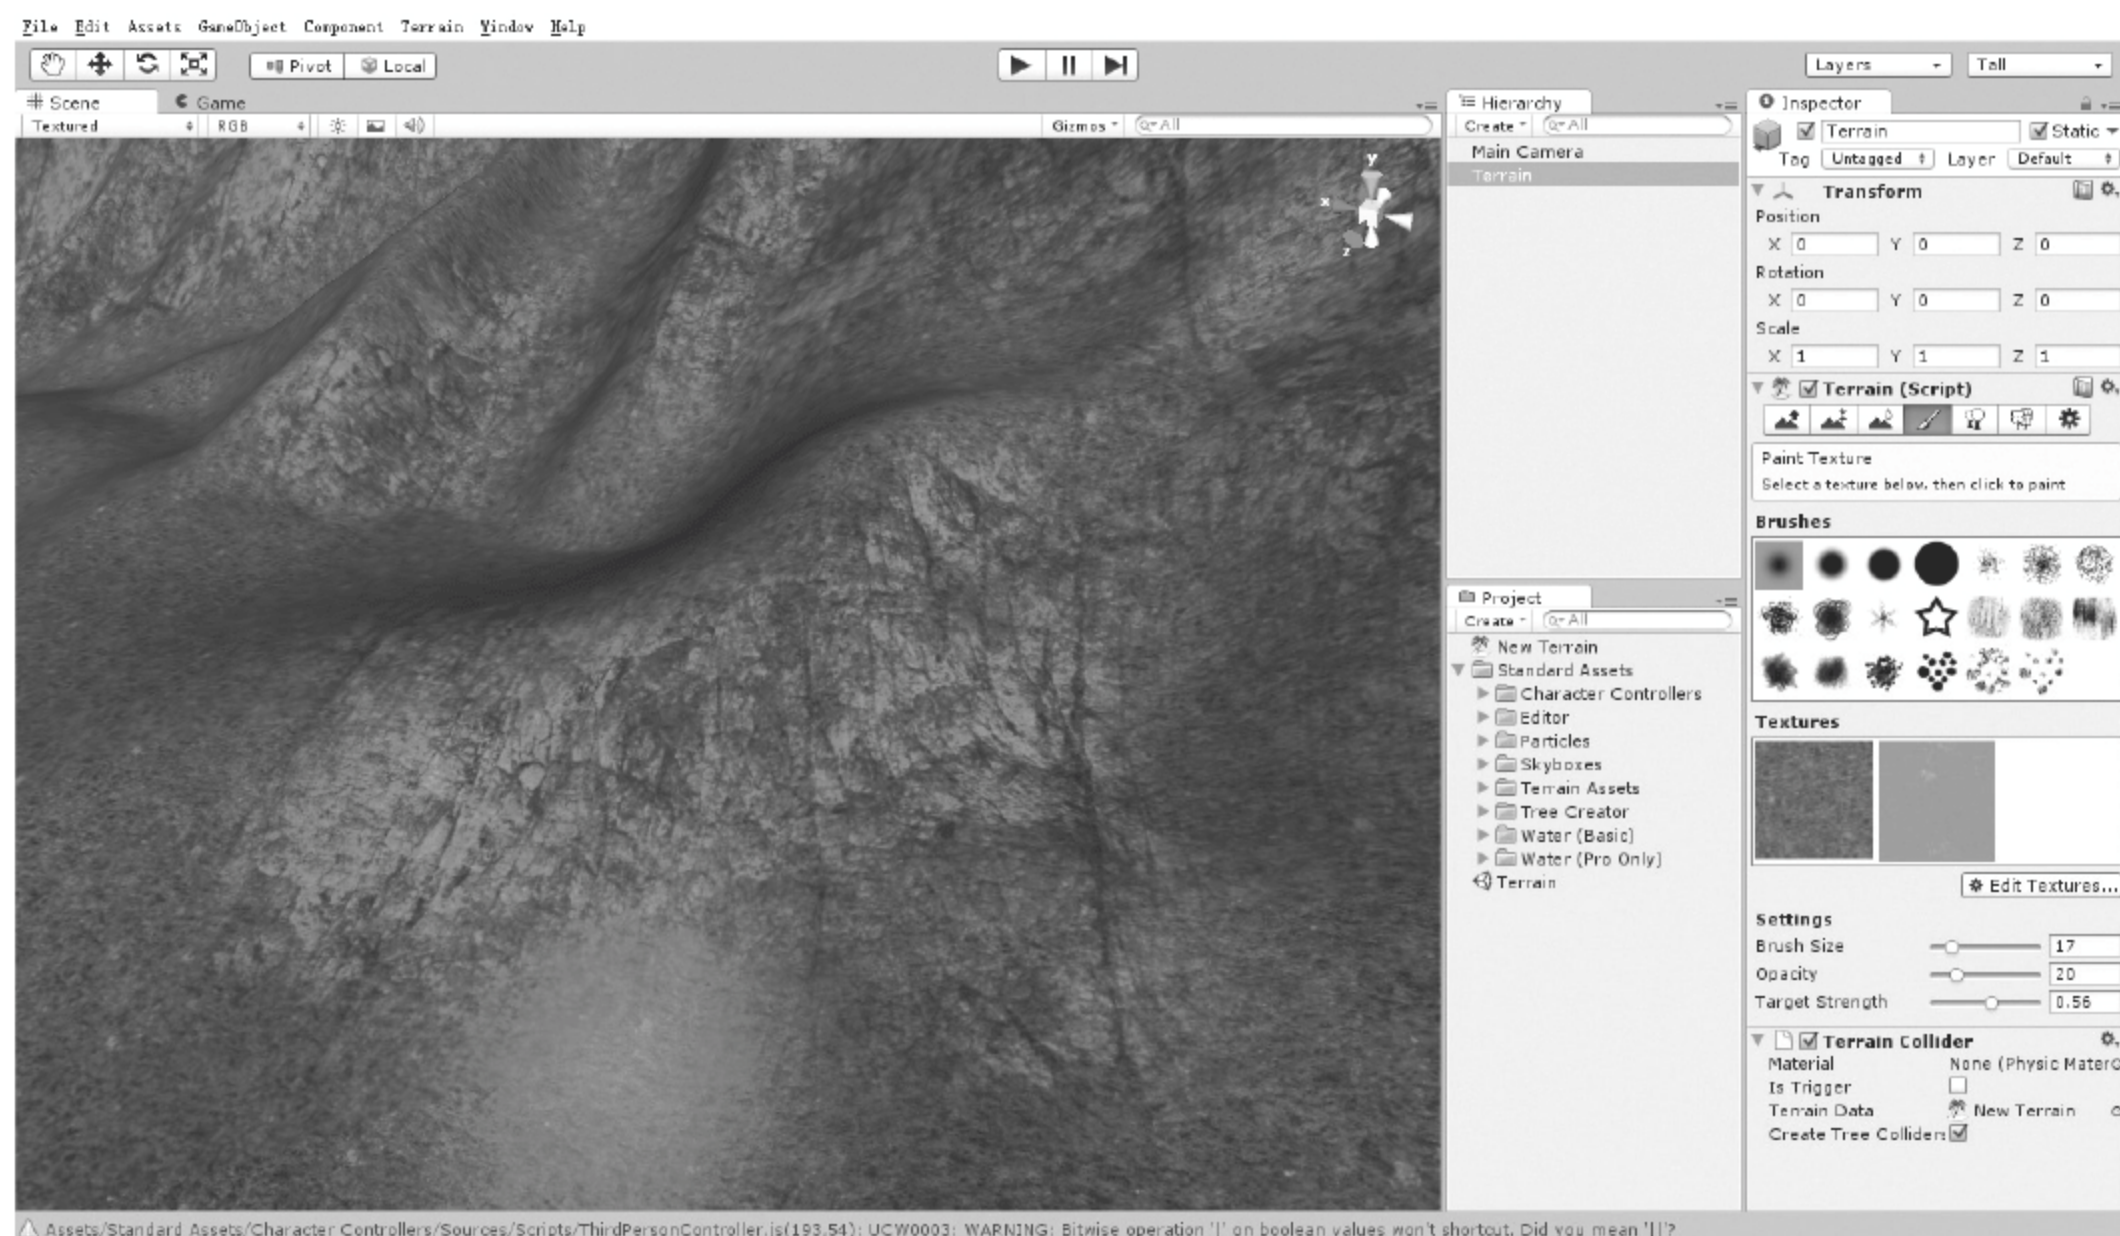 File Edit Assets GameObject Component Terrain Window Help
Pivot Local
Layers Tall
Scene Game
Textured RGB Gizmos All
y
x
z
Hierarchy
Create All
Main Camera
Terrain
Project
Create All
New Terrain
Standard Assets
Character Controllers
Editor
Particles
Skyboxes
Terrain Assets
Tree Creator
Water (Basic)
Water (Pro Only)
Terrain
Inspector
Terrain Static
Tag Untagged Layer Default
Transform
Position
X 0 Y 0 Z 0
Rotation
X 0 Y 0 Z 0
Scale
X 1 Y 1 Z 1
Terrain (Script)
Paint Texture
Select a texture below, then click to paint
Brushes
Textures
Edit Textures...
Settings
Brush Size 17
Opacity 20
Target Strength 0.56
Terrain Collider
Material None (Physic Mater
Is Trigger
Terrain Data New Terrain
Create Tree Colliders
Assets/Standard Assets/Character Controllers/Sources/Scripts/ThirdPersonController.js(193,54): UCW0003: WARNING: Bitwise operation '|' on boolean values won't shortcut. Did you mean '||'?